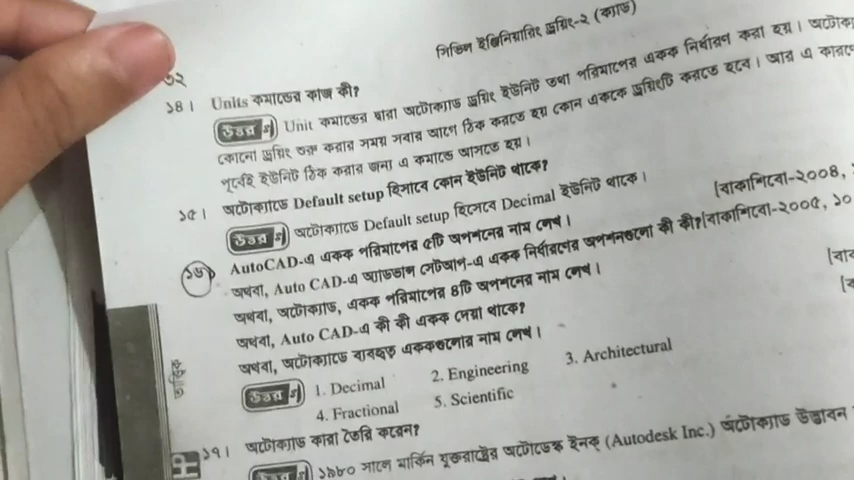 ৩২
সিভিল ইঞ্জিনিয়ারিং ড্রয়িং-২ (ক্যাড)
১৪। Units কমান্ডের কাজ কী?
উত্তর Unit কমান্ডের দ্বারা অটোক্যাড ড্রয়িং ইউনিট তথা পরিমাপের একক নির্ধারণ করা হয়।
কোনো ড্রয়িং শুরু করার সময় সবার আগে ঠিক করতে হয় কোন এককে ড্রয়িংটি করতে হবে। আর এ কারণে
পূর্বেই ইউনিট ঠিক করার জন্য এ কমান্ডে আসতে হয়।
১৫। অটোক্যাডে Default setup হিসাবে কোন ইউনিট থাকে?
উত্তর অটোক্যাডে Default setup হিসেবে Decimal ইউনিট থাকে।
[বাকাশিবো-২০০৪,
১৬। AutoCAD-এ একক পরিমাপের ৫টি অপশনের নাম লেখ।
অথবা, Auto CAD-এ অ্যাডভান্স সেটআপ-এ একক নির্ধারণের অপশনগুলো কী কী? [বাকাশিবো-২০০৫, ১০
অথবা, অটোক্যাড, একক পরিমাপের ৪টি অপশনের নাম লেখ।
অথবা, Auto CAD-এ কী কী একক দেয়া থাকে?
অথবা, অটোক্যাডে ব্যবহৃত এককগুলোর নাম লেখ।
উত্তর 1. Decimal 2. Engineering 3. Architectural
4. Fractional 5. Scientific
১৭। অটোক্যাড কারা তৈরি করেন?
১৯৮০ সালে মার্কিন যুক্তরাষ্ট্রের অটোডেস্ক ইনক্ (Autodesk Inc.) অটোক্যাড উদ্ভাবন